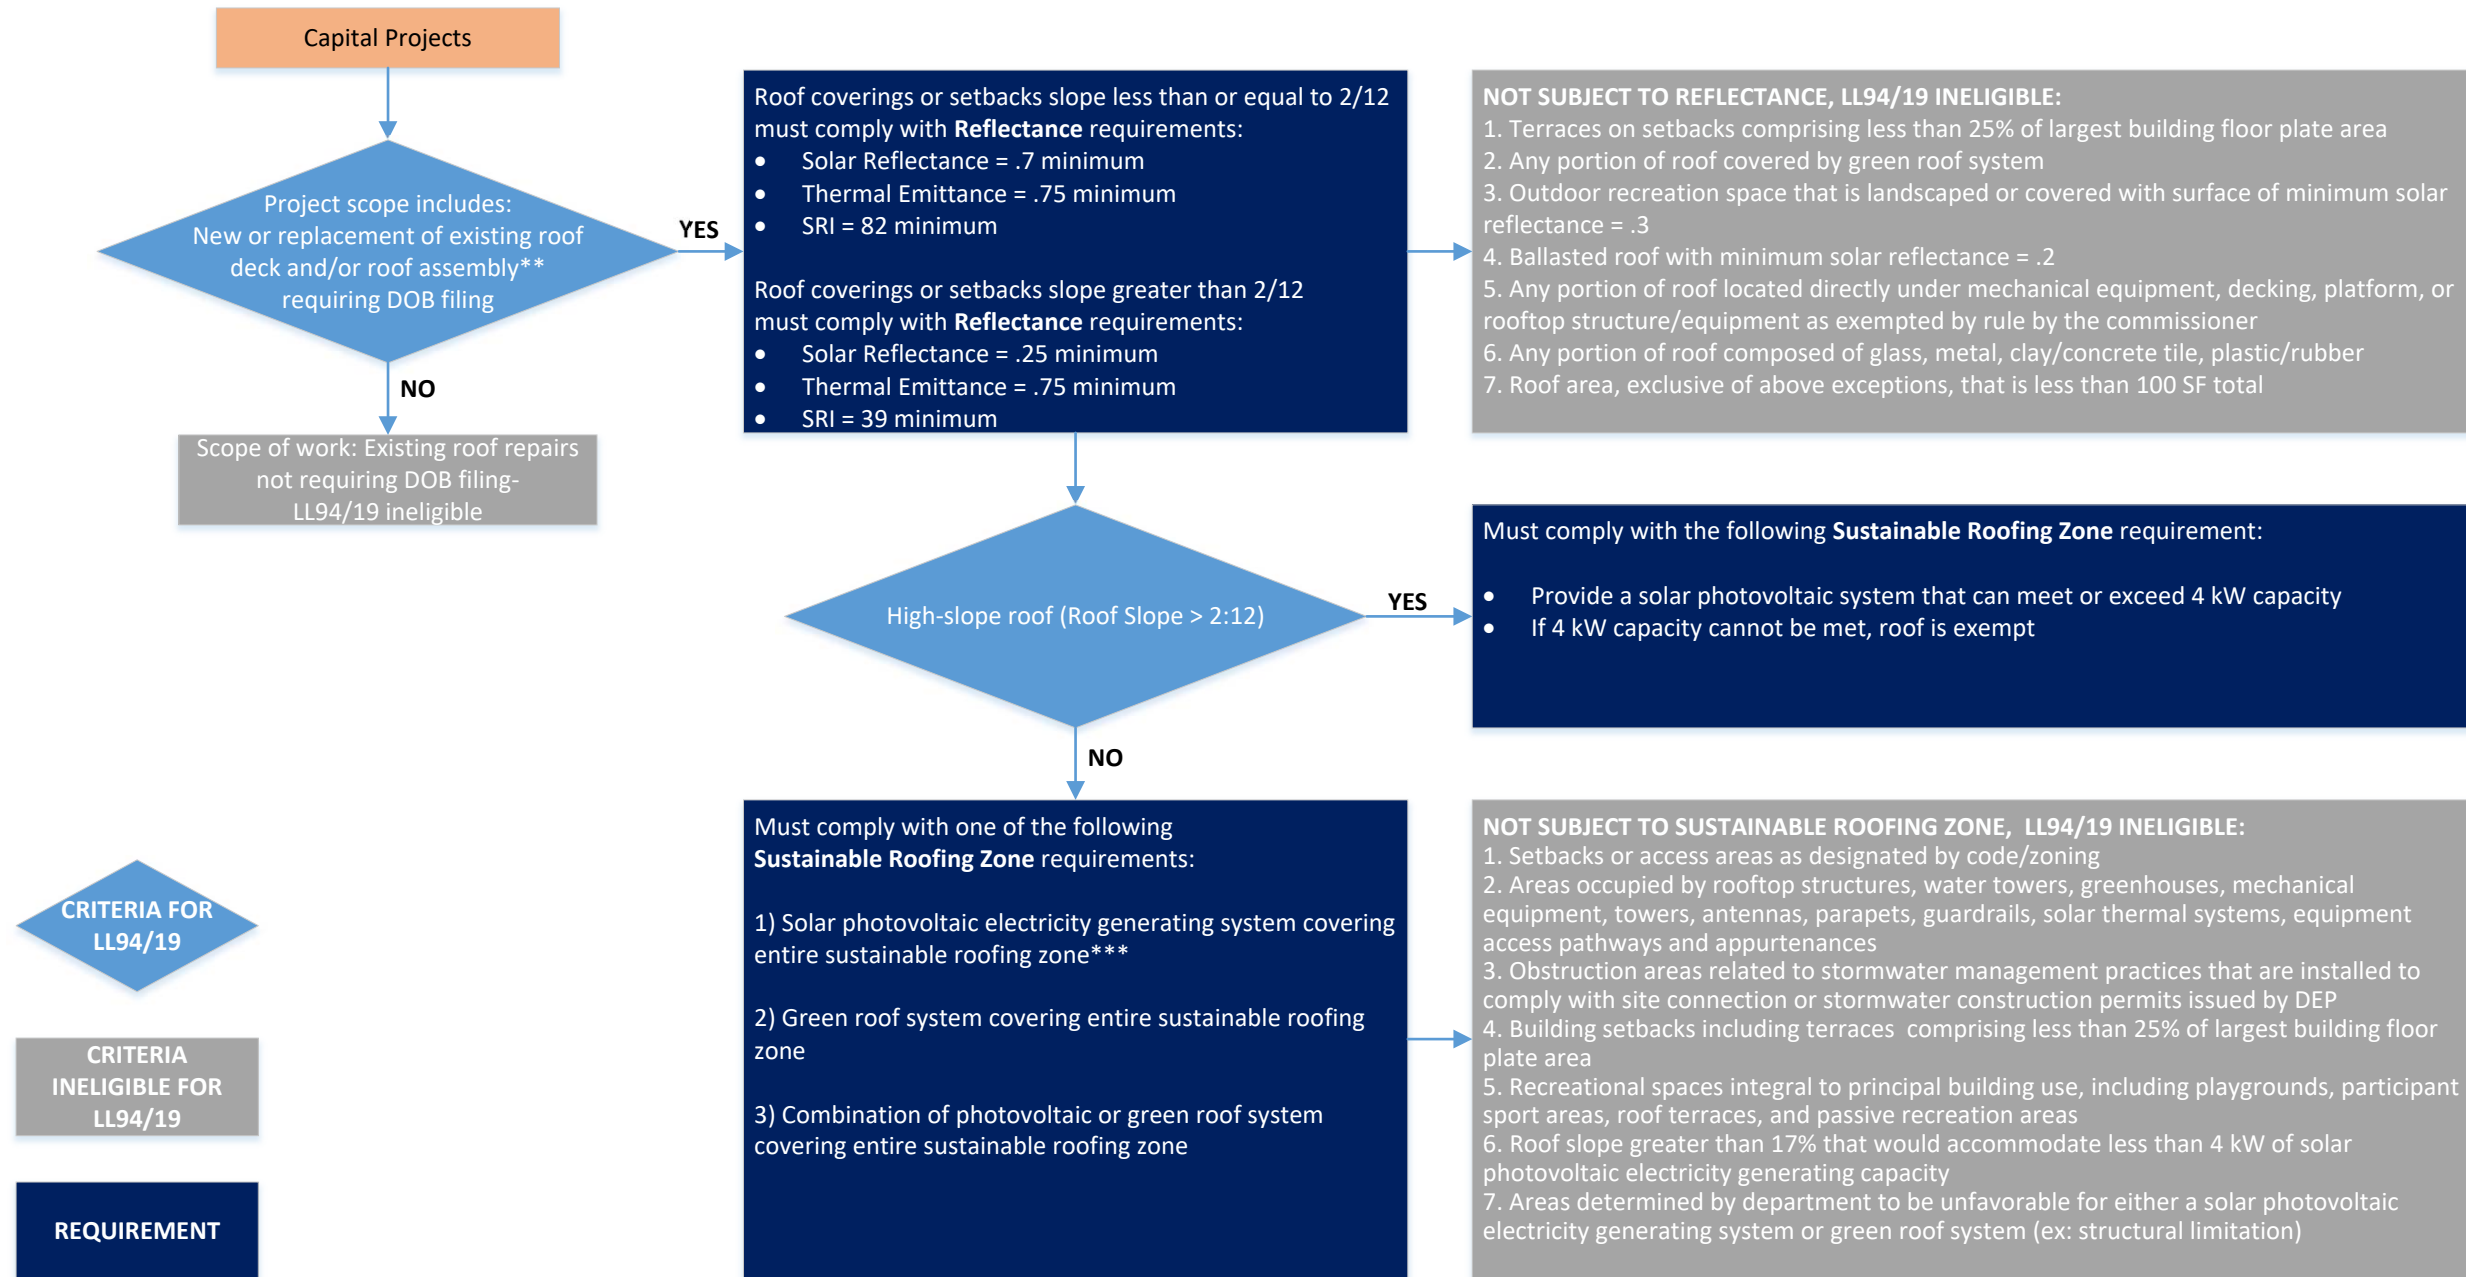 Capital Projects
Project scope includes:
New or replacement of existing roof
deck and/or roof assembly**
requiring DOB filing
YES
NO
Scope of work: Existing roof repairs
not requiring DOB filing-
LL94/19 ineligible
Roof coverings or setbacks slope less than or equal to 2/12
must comply with Reflectance requirements:
• Solar Reflectance = .7 minimum
• Thermal Emittance = .75 minimum
• SRI = 82 minimum
Roof coverings or setbacks slope greater than 2/12
must comply with Reflectance requirements:
• Solar Reflectance = .25 minimum
• Thermal Emittance = .75 minimum
• SRI = 39 minimum
NOT SUBJECT TO REFLECTANCE, LL94/19 INELIGIBLE:
1. Terraces on setbacks comprising less than 25% of largest building floor plate area
2. Any portion of roof covered by green roof system
3. Outdoor recreation space that is landscaped or covered with surface of minimum solar
reflectance = .3
4. Ballasted roof with minimum solar reflectance = .2
5. Any portion of roof located directly under mechanical equipment, decking, platform, or
rooftop structure/equipment as exempted by rule by the commissioner
6. Any portion of roof composed of glass, metal, clay/concrete tile, plastic/rubber
7. Roof area, exclusive of above exceptions, that is less than 100 SF total
High-slope roof (Roof Slope > 2:12)
YES
NO
Must comply with the following Sustainable Roofing Zone requirement:
• Provide a solar photovoltaic system that can meet or exceed 4 kW capacity
• If 4 kW capacity cannot be met, roof is exempt
Must comply with one of the following
Sustainable Roofing Zone requirements:
1) Solar photovoltaic electricity generating system covering
entire sustainable roofing zone***
2) Green roof system covering entire sustainable roofing
zone
3) Combination of photovoltaic or green roof system
covering entire sustainable roofing zone
NOT SUBJECT TO SUSTAINABLE ROOFING ZONE, LL94/19 INELIGIBLE:
1. Setbacks or access areas as designated by code/zoning
2. Areas occupied by rooftop structures, water towers, greenhouses, mechanical
equipment, towers, antennas, parapets, guardrails, solar thermal systems, equipment
access pathways and appurtenances
3. Obstruction areas related to stormwater management practices that are installed to
comply with site connection or stormwater construction permits issued by DEP
4. Building setbacks including terraces comprising less than 25% of largest building floor
plate area
5. Recreational spaces integral to principal building use, including playgrounds, participant
sport areas, roof terraces, and passive recreation areas
6. Roof slope greater than 17% that would accommodate less than 4 kW of solar
photovoltaic electricity generating capacity
7. Areas determined by department to be unfavorable for either a solar photovoltaic
electricity generating system or green roof system (ex: structural limitation)
CRITERIA FOR
LL94/19
CRITERIA
INELIGIBLE FOR
LL94/19
REQUIREMENT